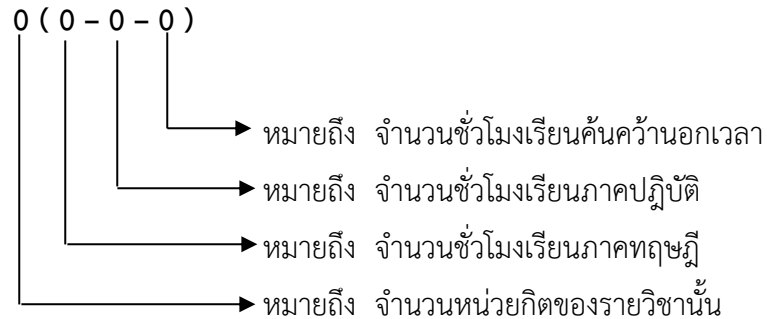 0 ( 0 – 0 – 0 )
หมายถึง จำนวนชั่วโมงเรียนค้นคว้านอกเวลา
หมายถึง จำนวนชั่วโมงเรียนภาคปฎิบัติ
หมายถึง จำนวนชั่วโมงเรียนภาคทฤษฎี
หมายถึง จำนวนหน่วยกิตของรายวิชานั้น